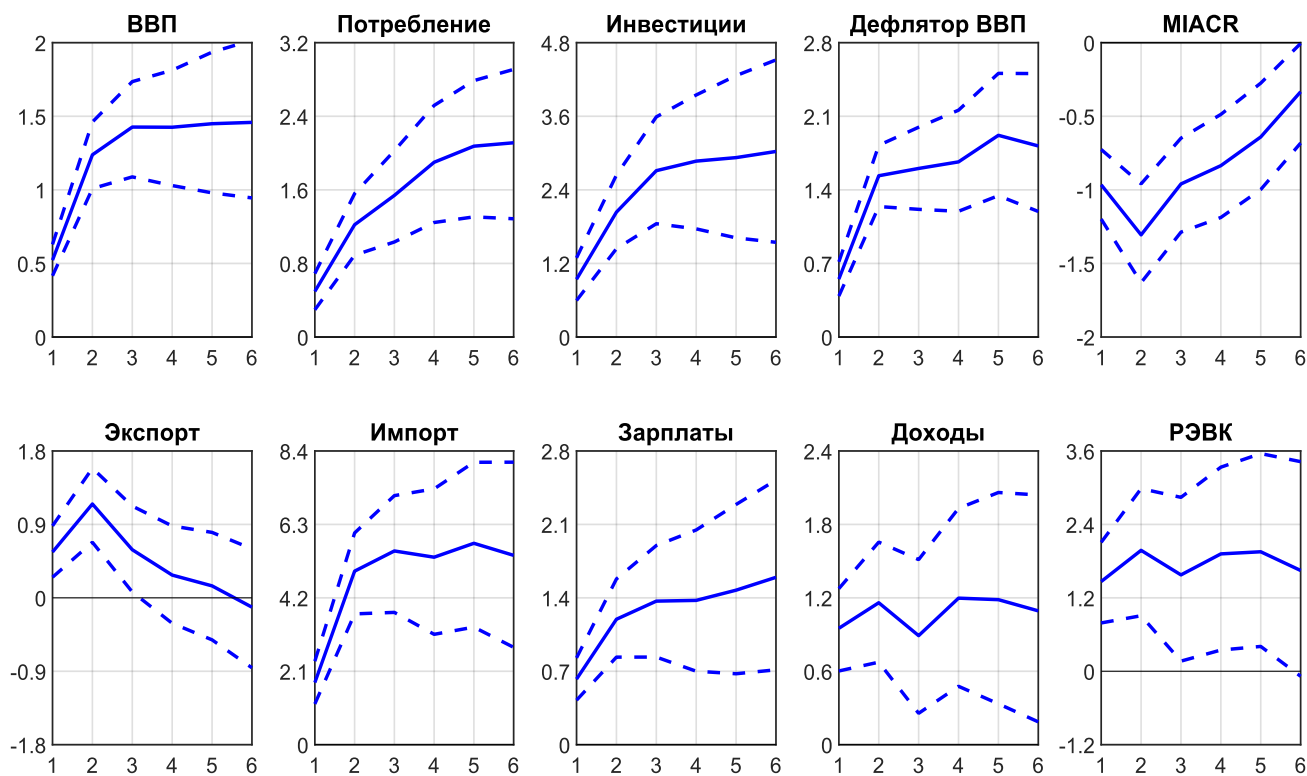 ВВП Потребление Инвестиции Дефлятор ВВП MIACR
2 3.2 4.8 2.8 0
1.5 2.4 3.6 2.1 -0.5
1 1.6 2.4 1.4 -1
0.5 0.8 1.2 0.7 -1.5
0 0 0 0 -2
1 2 3 4 5 6 1 2 3 4 5 6 1 2 3 4 5 6 1 2 3 4 5 6 1 2 3 4 5 6
Экспорт Импорт Зарплаты Доходы РЭВК
1.8 8.4 2.8 2.4 3.6
0.9 6.3 2.1 1.8 2.4
0 4.2 1.4 1.2 1.2
-0.9 2.1 0.7 0.6 0
-1.8 0 0 0 -1.2
1 2 3 4 5 6 1 2 3 4 5 6 1 2 3 4 5 6 1 2 3 4 5 6 1 2 3 4 5 6